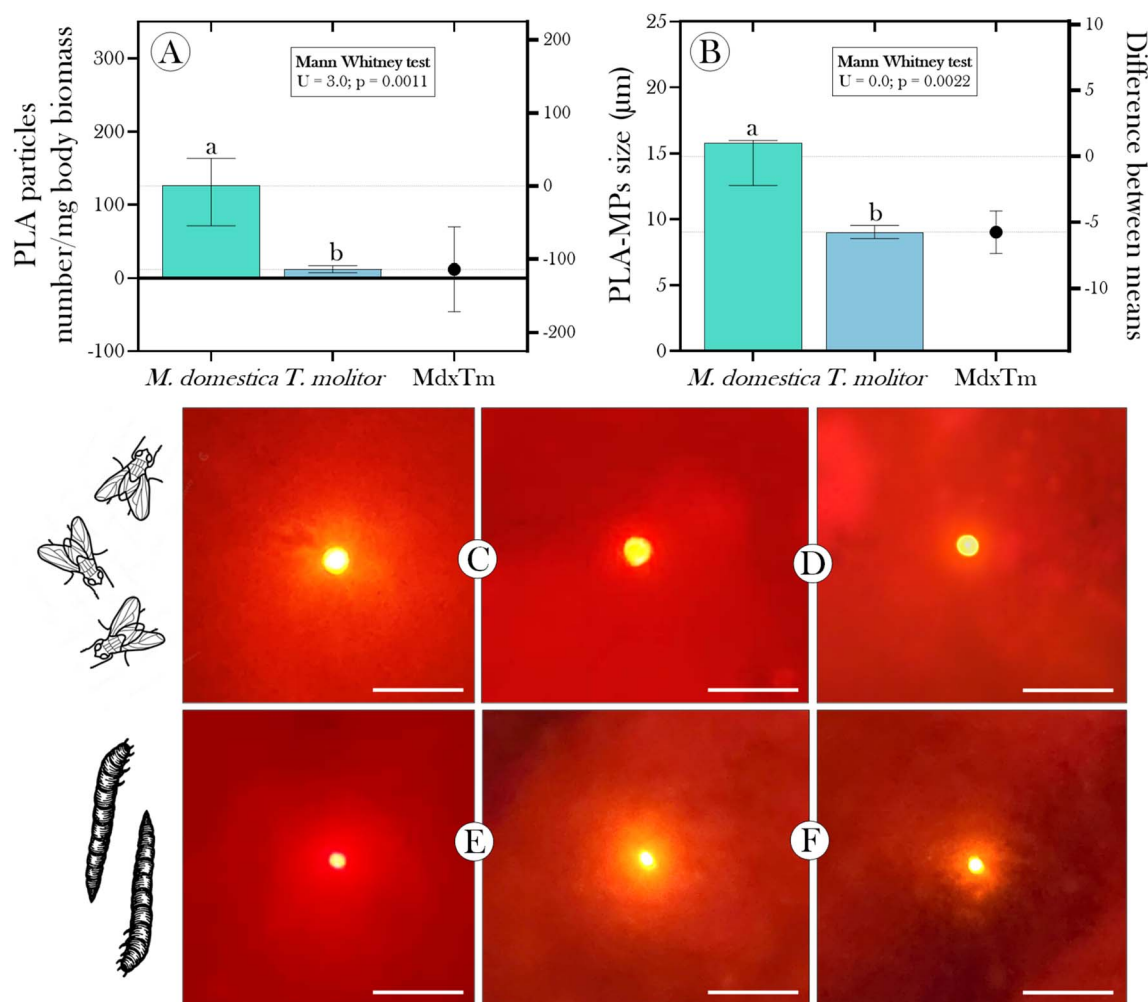 A
Mann Whitney test
U = 3.0; p = 0.0011
PLA particles
number/mg body biomass
300
200
100
0
-100
a
b
200
100
0
-100
-200
M. domestica T. molitor MdxTm
B
Mann Whitney test
U = 0.0; p = 0.0022
PLA-MPs size (μm)
25
20
15
10
5
0
a
b
10
5
0
-5
-10
Difference
between means
M. domestica T. molitor MdxTm
C
D
E
F